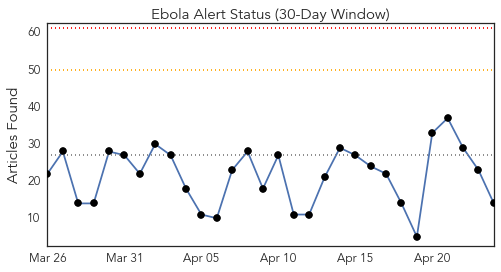 Ebola Alert Status (30-Day Window)
Articles Found
60
50
40
30
20
10
Mar 26
Mar 31
Apr 05
Apr 10
Apr 15
Apr 20